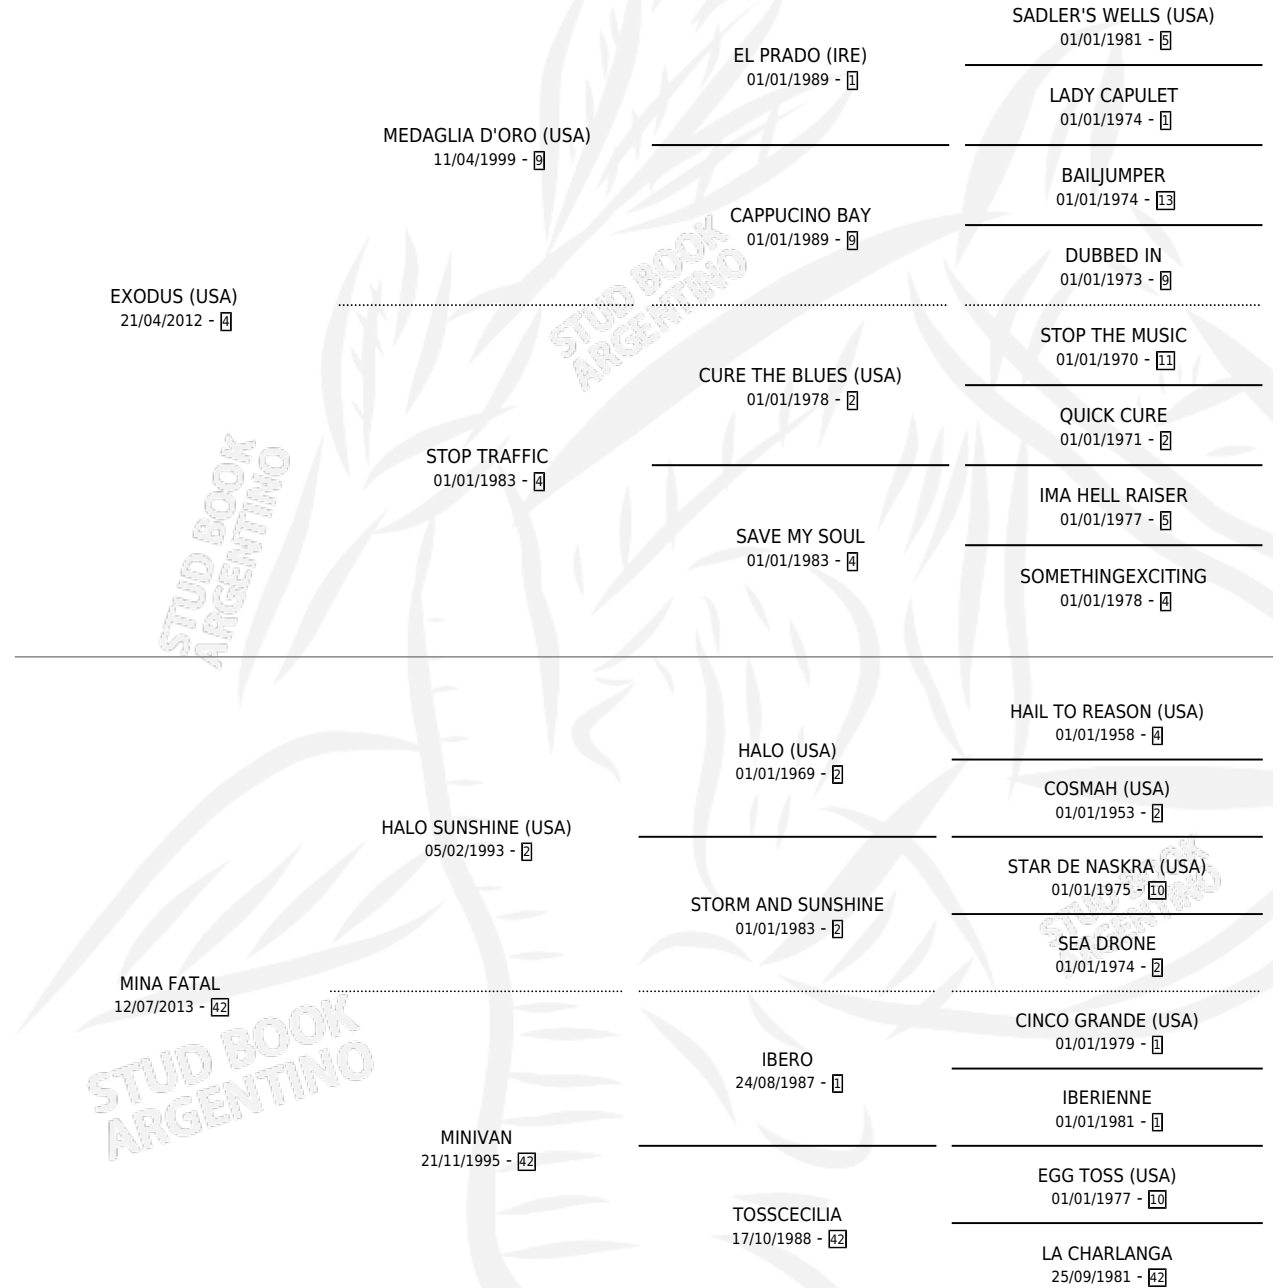 SADLER'S WELLS (USA)
01/01/1981 - 5
EL PRADO (IRE)
01/01/1989 - 1
LADY CAPULET
01/01/1974 - 1
MEDAGLIA D'ORO (USA)
11/04/1999 - 9
BAILJUMPER
01/01/1974 - 13
CAPPUCINO BAY
01/01/1989 - 9
DUBBED IN
01/01/1973 - 9
EXODUS (USA)
21/04/2012 - 4
STUD BOOK
ARGENTINO
STOP THE MUSIC
01/01/1970 - 11
CURE THE BLUES (USA)
01/01/1978 - 2
QUICK CURE
01/01/1971 - 2
STOP TRAFFIC
01/01/1983 - 4
IMA HELL RAISER
01/01/1977 - 5
SAVE MY SOUL
01/01/1983 - 4
SOMETHINGEXCITING
01/01/1978 - 4
STUD BOOK
ARGENTINO
HAIL TO REASON (USA)
01/01/1958 - 4
HALO (USA)
01/01/1969 - 2
COSMAH (USA)
01/01/1953 - 2
HALO SUNSHINE (USA)
05/02/1993 - 2
STAR DE NASKRA (USA)
01/01/1975 - 10
STORM AND SUNSHINE
01/01/1983 - 2
STUD BOOK
ARGENTINO
SEA DRONE
01/01/1974 - 2
MINA FATAL
12/07/2013 - 42
STUD BOOK
ARGENTINO
CINCO GRANDE (USA)
01/01/1979 - 1
IBERO
24/08/1987 - 1
IBERIENNE
01/01/1981 - 1
MINIVAN
21/11/1995 - 42
EGG TOSS (USA)
01/01/1977 - 10
TOSSCECILIA
17/10/1988 - 42
LA CHARLANGA
25/09/1981 - 42